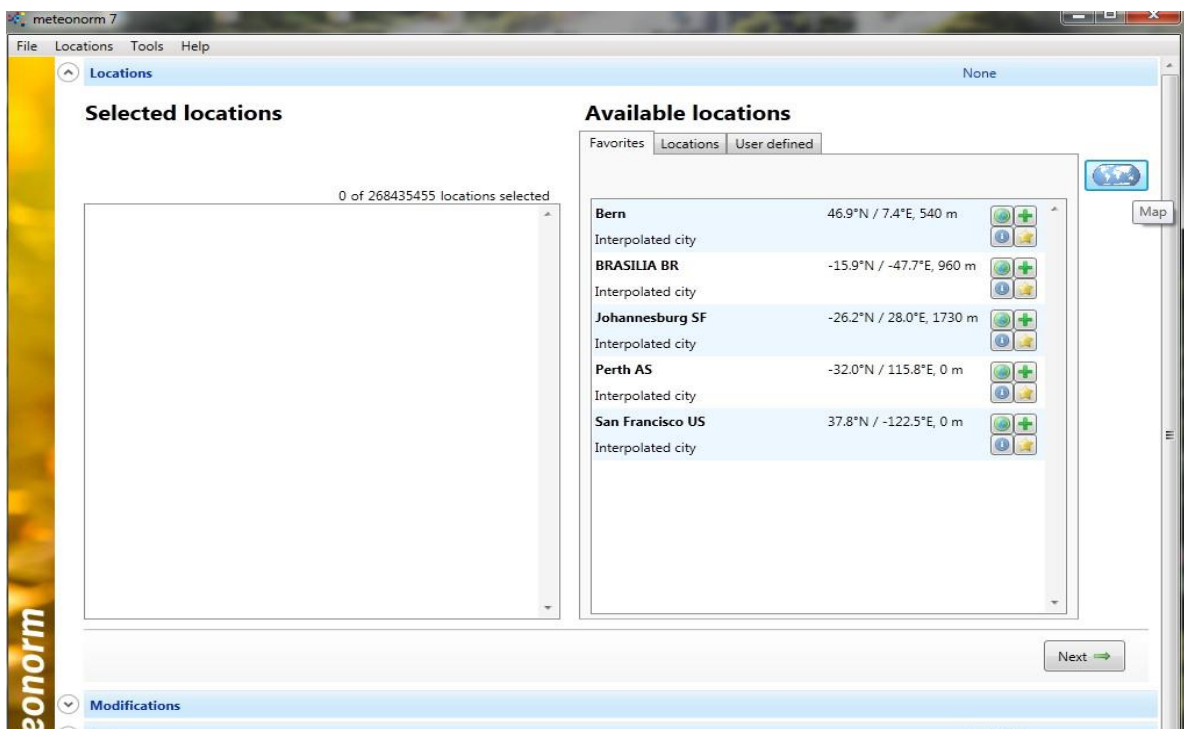 meteonorm 7
File Locations Tools Help
Locations None
Selected locations
Available locations
Favorites Locations User defined
0 of 268435455 locations selected
Map
Bern 46.9°N / 7.4°E, 540 m
Interpolated city
BRASILIA BR -15.9°N / -47.7°E, 960 m
Interpolated city
Johannesburg SF -26.2°N / 28.0°E, 1730 m
Interpolated city
Perth AS -32.0°N / 115.8°E, 0 m
Interpolated city
San Francisco US 37.8°N / -122.5°E, 0 m
Interpolated city
Next
eonorm
Modifications